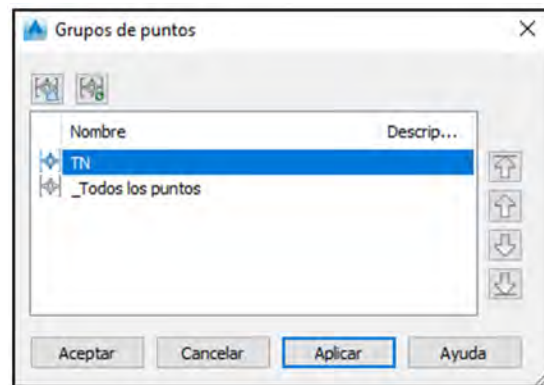 Grupos de puntos
Nombre Descrip...
TN
_Todos los puntos
Aceptar Cancelar Aplicar Ayuda